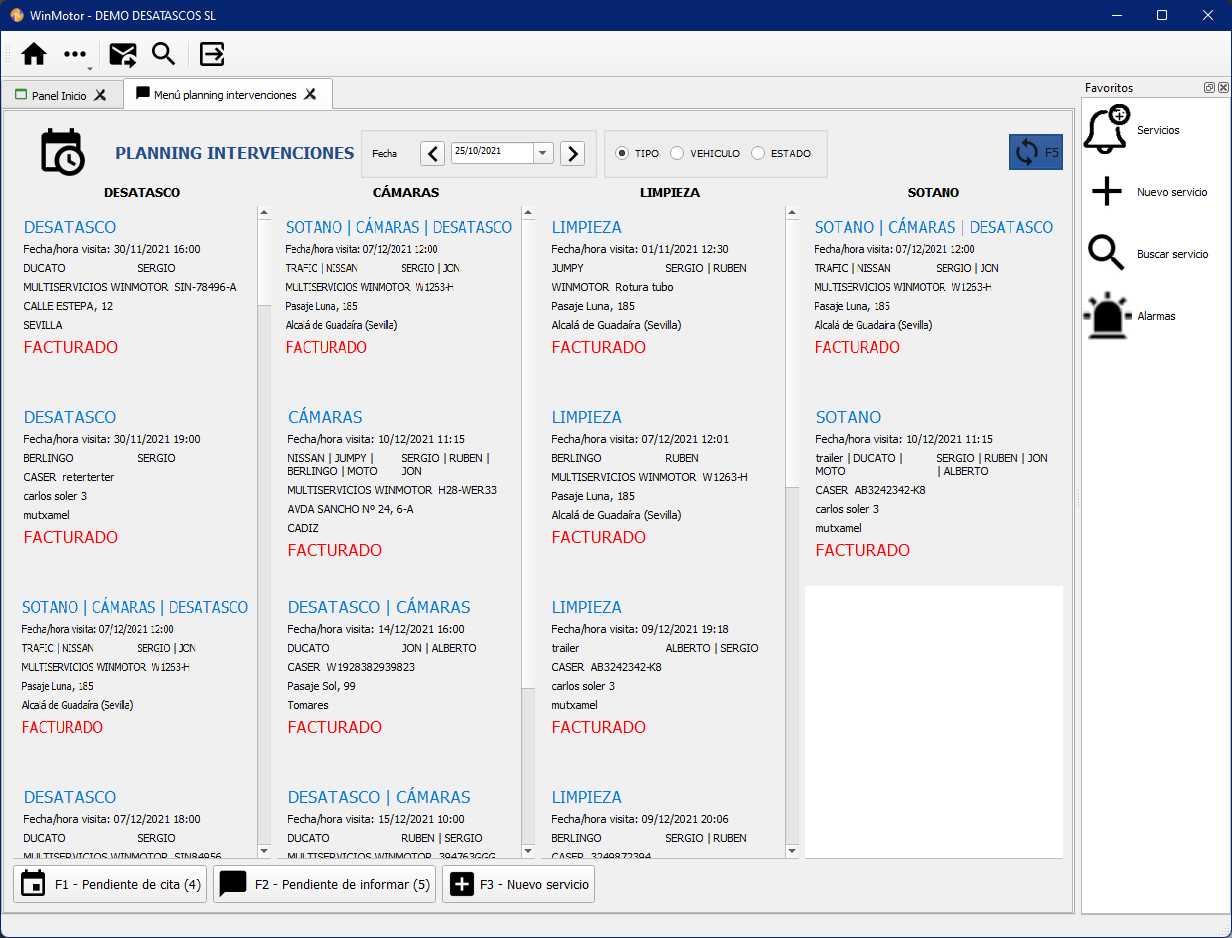 WinMotor - DEMO DESATASCOS SL
Panel Inicio
Menú planning intervenciones
Favoritos
PLANNING INTERVENCIONES
Fecha
25/10/2021
TIPO
VEHICULO
ESTADO
F5
DESATASCO
CÁMARAS
LIMPIEZA
SOTANO
DESATASCO
Fecha/hora visita: 30/11/2021 16:00
DUCATO SERGIO
MULTISERVICIOS WINMOTOR SIN-78496-A
CALLE ESTEPA, 12
SEVILLA
FACTURADO
DESATASCO
Fecha/hora visita: 30/11/2021 19:00
BERLINGO SERGIO
CASER reterterter
carlos soler 3
mutxamel
FACTURADO
SOTANO | CÁMARAS | DESATASCO
Fecha/hora visita: 07/12/2021 12:00
TRAFIC | NISSAN SERGIO | JON
MULTISERVICIOS WINMOTOR W1263-H
Pasaje Luna, 185
Alcalá de Guadaíra (Sevilla)
FACTURADO
DESATASCO
Fecha/hora visita: 07/12/2021 18:00
DUCATO SERGIO
MULTISERVICIOS WINMOTOR SIN84956
SOTANO | CÁMARAS | DESATASCO
Fecha/hora visita: 07/12/2021 12:00
TRAFIC | NISSAN SERGIO | JON
MULTISERVICIOS WINMOTOR W1263-H
Pasaje Luna, 185
Alcalá de Guadaíra (Sevilla)
FACTURADO
CÁMARAS
Fecha/hora visita: 10/12/2021 11:15
NISSAN | JUMPY | SERGIO | RUBEN |
BERLINGO | MOTO JON
MULTISERVICIOS WINMOTOR H28-WER33
AVDA SANCHO Nº 24, 6-A
CADIZ
FACTURADO
DESATASCO | CÁMARAS
Fecha/hora visita: 14/12/2021 16:00
DUCATO JON | ALBERTO
CASER W1928382939823
Pasaje Sol, 99
Tomares
FACTURADO
DESATASCO | CÁMARAS
Fecha/hora visita: 15/12/2021 10:00
DUCATO RUBEN | SERGIO
MULTISERVICIOS WINMOTOR 394763GGG
LIMPIEZA
Fecha/hora visita: 01/11/2021 12:30
JUMPY SERGIO | RUBEN
WINMOTOR Rotura tubo
Pasaje Luna, 185
Alcalá de Guadaíra (Sevilla)
FACTURADO
LIMPIEZA
Fecha/hora visita: 07/12/2021 12:01
BERLINGO RUBEN
MULTISERVICIOS WINMOTOR W1263-H
Pasaje Luna, 185
Alcalá de Guadaíra (Sevilla)
FACTURADO
LIMPIEZA
Fecha/hora visita: 09/12/2021 19:18
trailer ALBERTO | SERGIO
CASER AB3242342-K8
carlos soler 3
mutxamel
FACTURADO
LIMPIEZA
Fecha/hora visita: 09/12/2021 20:06
BERLINGO SERGIO | RUBEN
CASER 3249872394
SOTANO | CÁMARAS | DESATASCO
Fecha/hora visita: 07/12/2021 12:00
TRAFIC | NISSAN SERGIO | JON
MULTISERVICIOS WINMOTOR W1263-H
Pasaje Luna, 185
Alcalá de Guadaíra (Sevilla)
FACTURADO
SOTANO
Fecha/hora visita: 10/12/2021 11:15
trailer | DUCATO | SERGIO | RUBEN | JON
MOTO | ALBERTO
CASER AB3242342-K8
carlos soler 3
mutxamel
FACTURADO
Servicios
Nuevo servicio
Buscar servicio
Alarmas
F1 - Pendiente de cita (4)
F2 - Pendiente de informar (5)
F3 - Nuevo servicio